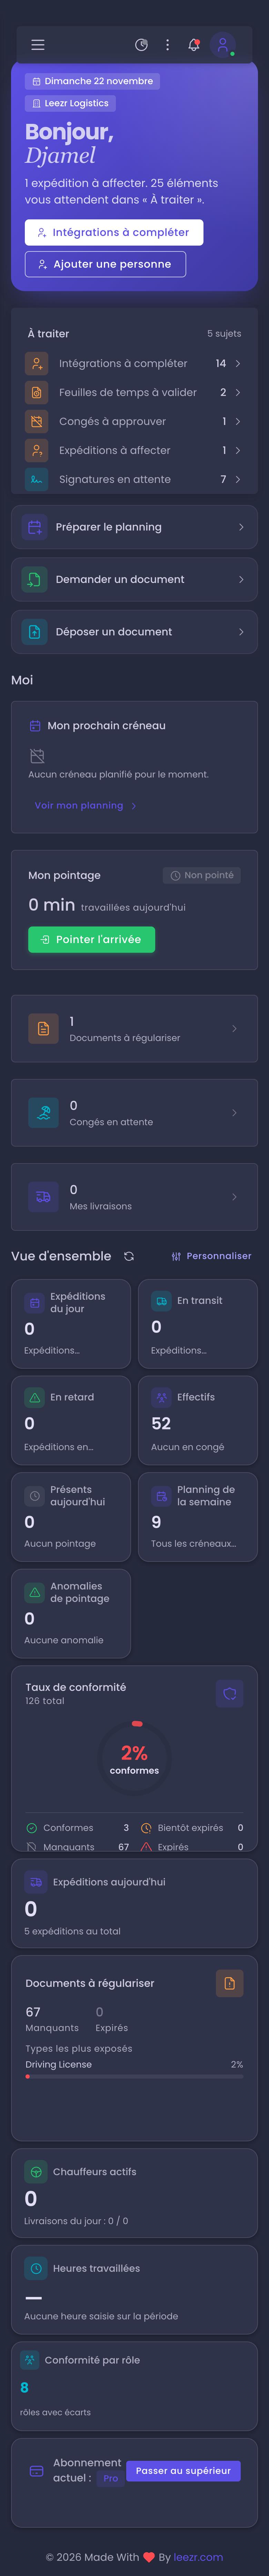 Dimanche 22 novembre
Leezr Logistics
Bonjour,
Djamel
1 expédition à affecter. 25 éléments
vous attendent dans « À traiter ».
Intégrations à compléter
Ajouter une personne
À traiter 5 sujets
Intégrations à compléter 14
Feuilles de temps à valider 2
Congés à approuver 1
Expéditions à affecter 1
Signatures en attente 7
Préparer le planning
Demander un document
Déposer un document
Moi
Mon prochain créneau
Aucun créneau planifié pour le moment.
Voir mon planning
Mon pointage Non pointé
0 min travaillées aujourd'hui
Pointer l'arrivée
1
Documents à régulariser
0
Congés en attente
0
Mes livraisons
Vue d'ensemble Personnaliser
Expéditions
du jour
0
Expéditions...
En transit
0
Expéditions...
En retard
0
Expéditions en...
Effectifs
52
Aucun en congé
Présents
aujourd'hui
0
Aucun pointage
Planning de
la semaine
9
Tous les créneaux...
Anomalies
de pointage
0
Aucune anomalie
Taux de conformité
126 total
2%
conformes
Conformes 3 Bientôt expirés 0
Manquants 67 Expirés 0
Expéditions aujourd'hui
0
5 expéditions au total
Documents à régulariser
67 0
Manquants Expirés
Types les plus exposés
Driving License 2%
Chauffeurs actifs
0
Livraisons du jour : 0 / 0
Heures travaillées
—
Aucune heure saisie sur la période
Conformité par rôle
8
rôles avec écarts
Abonnement
actuel : Pro
Passer au supérieur
© 2026 Made With ❤ By leezr.com